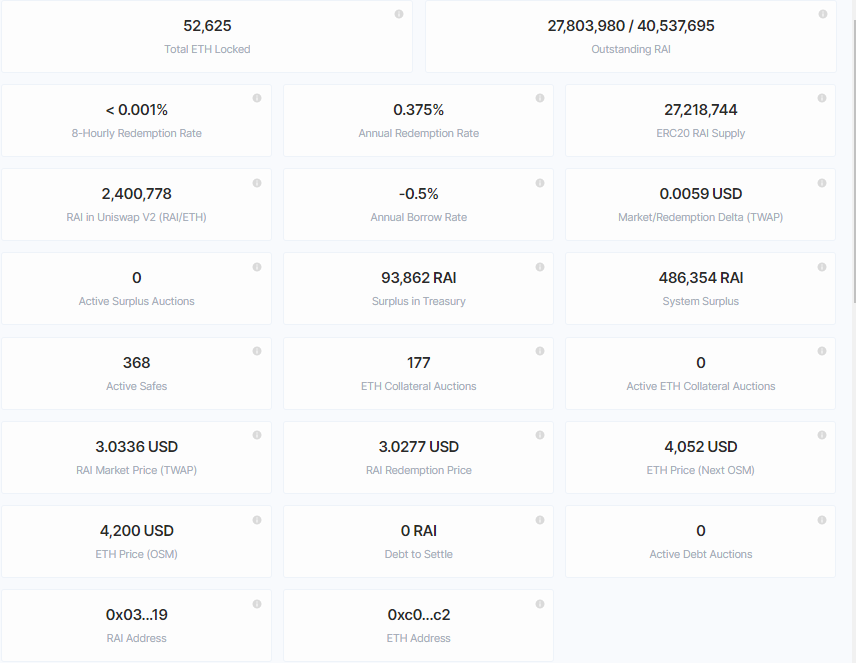 52,625
Total ETH Locked
27,803,980 / 40,537,695
Outstanding RAI
< 0.001%
8-Hourly Redemption Rate
0.375%
Annual Redemption Rate
27,218,744
ERC20 RAI Supply
2,400,778
RAI in Uniswap V2 (RAI/ETH)
-0.5%
Annual Borrow Rate
0.0059 USD
Market/Redemption Delta (TWAP)
0
Active Surplus Auctions
93,862 RAI
Surplus in Treasury
486,354 RAI
System Surplus
368
Active Safes
177
ETH Collateral Auctions
0
Active ETH Collateral Auctions
3.0336 USD
RAI Market Price (TWAP)
3.0277 USD
RAI Redemption Price
4,052 USD
ETH Price (Next OSM)
4,200 USD
ETH Price (OSM)
0 RAI
Debt to Settle
0
Active Debt Auctions
0x03...19
RAI Address
0xc0...c2
ETH Address